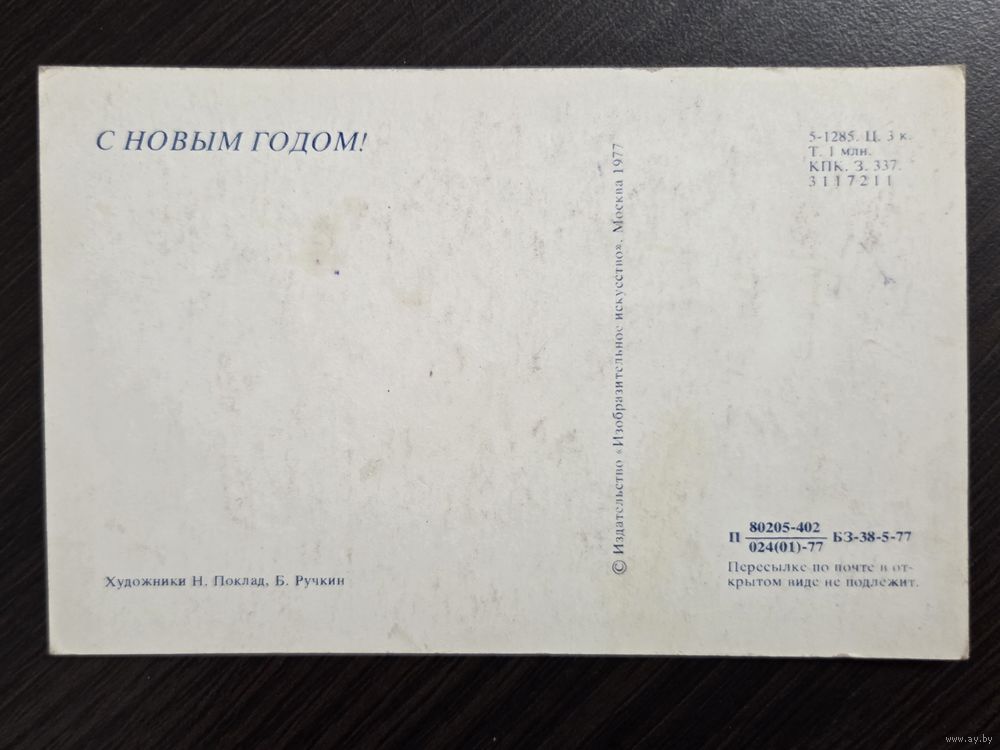 С НОВЫМ ГОДОМ!
Художники Н. Поклад, Б. Ручкин
© Издательство «Изобразительное искусство». Москва 1977
5-1285. Ц. 3 к.
Т. 1 млн.
КПК. З. 337.
3117211
П 80205-402 БЗ-38-5-77
024(01)-77
Пересылке по почте в от-
крытом виде не подлежит.
www.ay.by